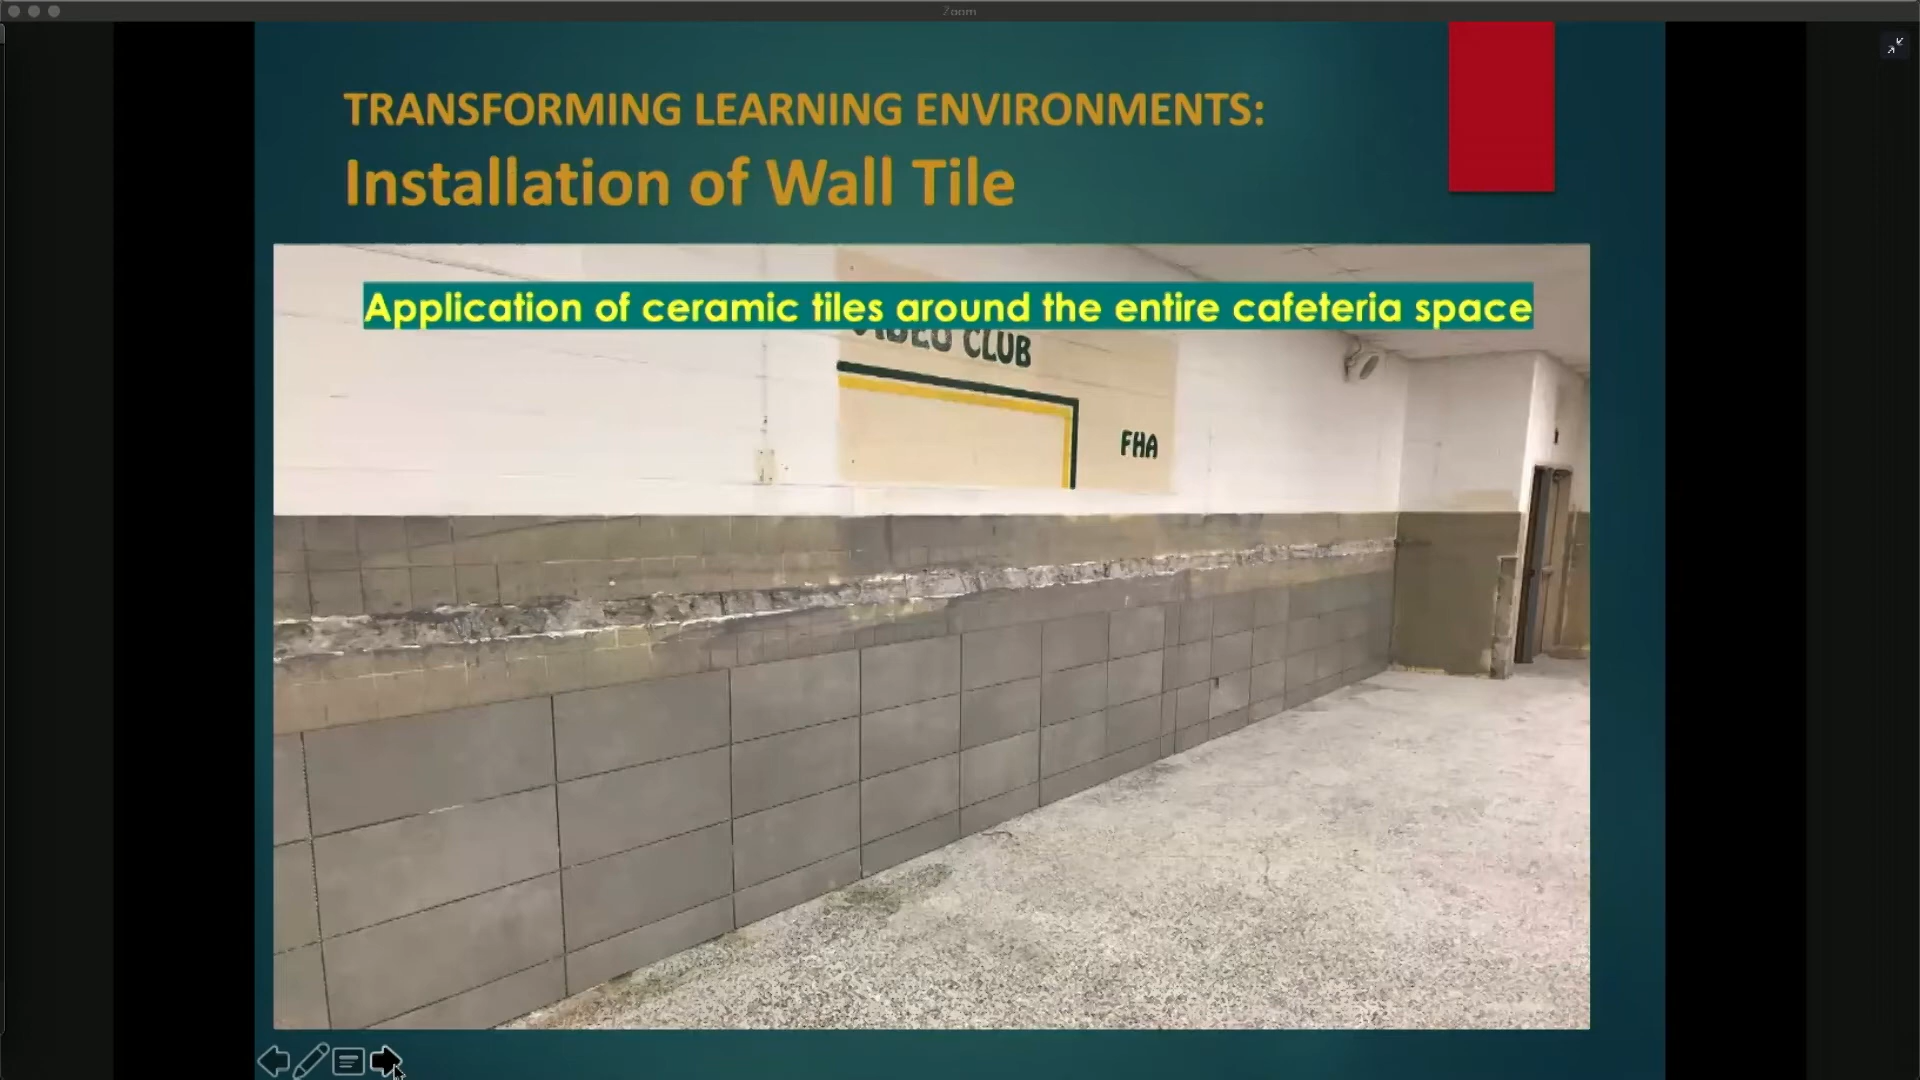 Zoom
TRANSFORMING LEARNING ENVIRONMENTS:
Installation of Wall Tile
Application of ceramic tiles around the entire cafeteria space
CLUB
FHA